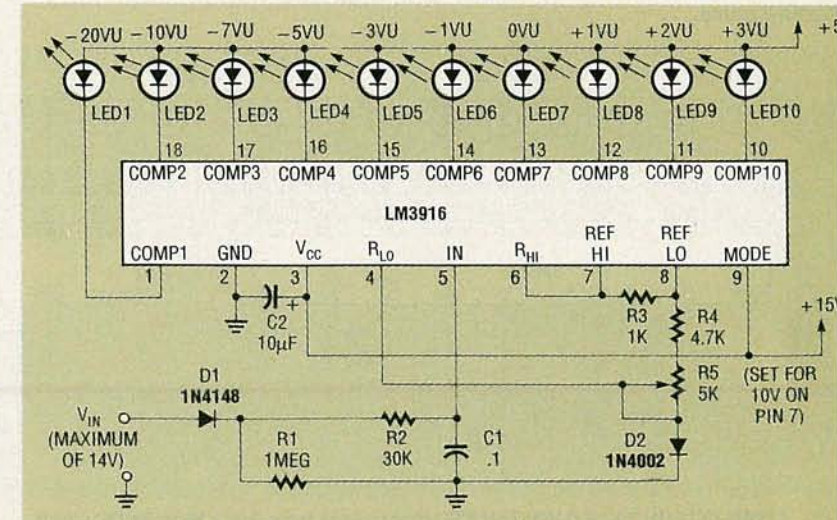 −20VU −10VU −7VU −5VU −3VU −1VU 0VU +1VU +2VU +3VU
LED1 LED2 LED3 LED4 LED5 LED6 LED7 LED8 LED9 LED10
18 17 16 15 14 13 12 11 10
COMP2 COMP3 COMP4 COMP5 COMP6 COMP7 COMP8 COMP9 COMP10
LM3916
COMP1 GND VCC RLO IN RHI REF HI REF LO MODE
1 2 3 4 5 6 7 8 9
+
C2
10μF
R3
1K
R4
4.7K
+15V
R5
5K
(SET FOR
10V ON
PIN 7)
D1
1N4148
VIN
(MAXIMUM
OF 14V)
R1
1MEG
R2
30K
C1
.1
D2
1N4002